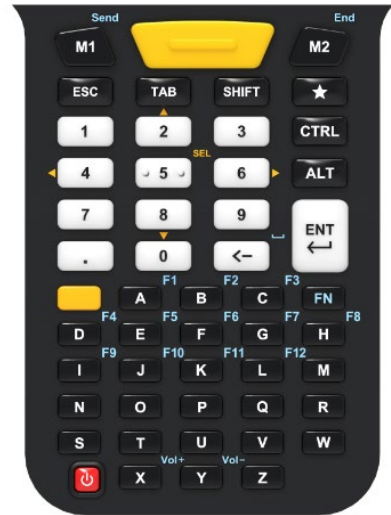 Send End
M1 M2
ESC TAB SHIFT ★
1 2 3 CTRL
SEL
4 5 6 ALT
7 8 9 ENT
. 0 <-
F1 F2 F3
A B C FN
F4 F5 F6 F7 F8
D E F G H
F9 F10 F11 F12
I J K L M
N O P Q R
S T U V W
Vol+ Vol-
X Y Z